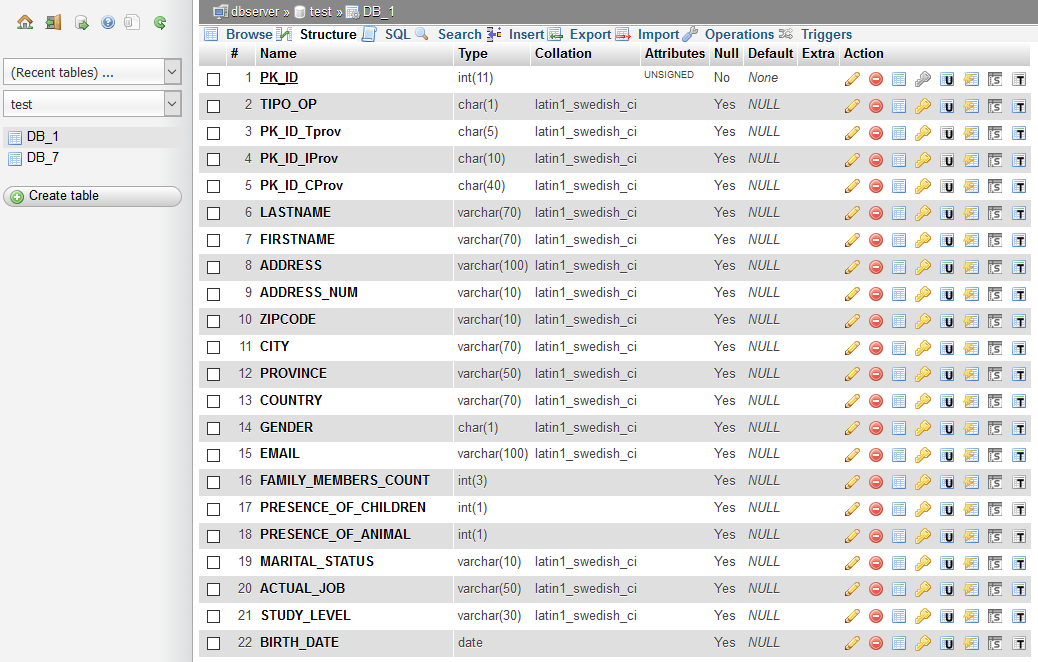 dbserver » test » DB_1
Browse Structure SQL Search Insert Export Import Operations Triggers
# Name Type Collation Attributes Null Default Extra Action
(Recent tables) ...
test
DB_1
DB_7
Create table
1 PK_ID int(11) UNSIGNED No None
2 TIPO_OP char(1) latin1_swedish_ci Yes NULL
3 PK_ID_Tprov char(5) latin1_swedish_ci Yes NULL
4 PK_ID_IProv char(10) latin1_swedish_ci Yes NULL
5 PK_ID_CProv char(40) latin1_swedish_ci Yes NULL
6 LASTNAME varchar(70) latin1_swedish_ci Yes NULL
7 FIRSTNAME varchar(70) latin1_swedish_ci Yes NULL
8 ADDRESS varchar(100) latin1_swedish_ci Yes NULL
9 ADDRESS_NUM varchar(10) latin1_swedish_ci Yes NULL
10 ZIPCODE varchar(10) latin1_swedish_ci Yes NULL
11 CITY varchar(70) latin1_swedish_ci Yes NULL
12 PROVINCE varchar(50) latin1_swedish_ci Yes NULL
13 COUNTRY varchar(70) latin1_swedish_ci Yes NULL
14 GENDER char(1) latin1_swedish_ci Yes NULL
15 EMAIL varchar(100) latin1_swedish_ci Yes NULL
16 FAMILY_MEMBERS_COUNT int(3) Yes NULL
17 PRESENCE_OF_CHILDREN int(1) Yes NULL
18 PRESENCE_OF_ANIMAL int(1) Yes NULL
19 MARITAL_STATUS varchar(10) latin1_swedish_ci Yes NULL
20 ACTUAL_JOB varchar(50) latin1_swedish_ci Yes NULL
21 STUDY_LEVEL varchar(30) latin1_swedish_ci Yes NULL
22 BIRTH_DATE date Yes NULL